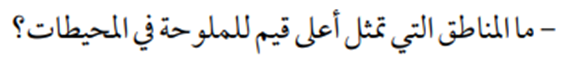 – ما المناطق التي تمثل أعلى قيم للملوحة في المحيطات؟